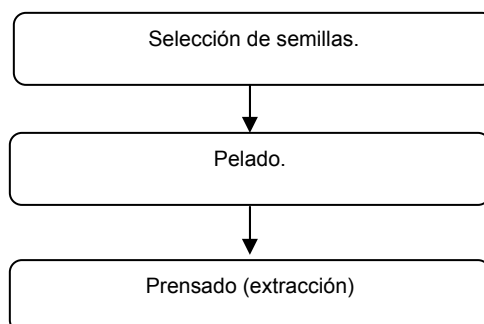 Selección de semillas.
Pelado.
Prensado (extracción)